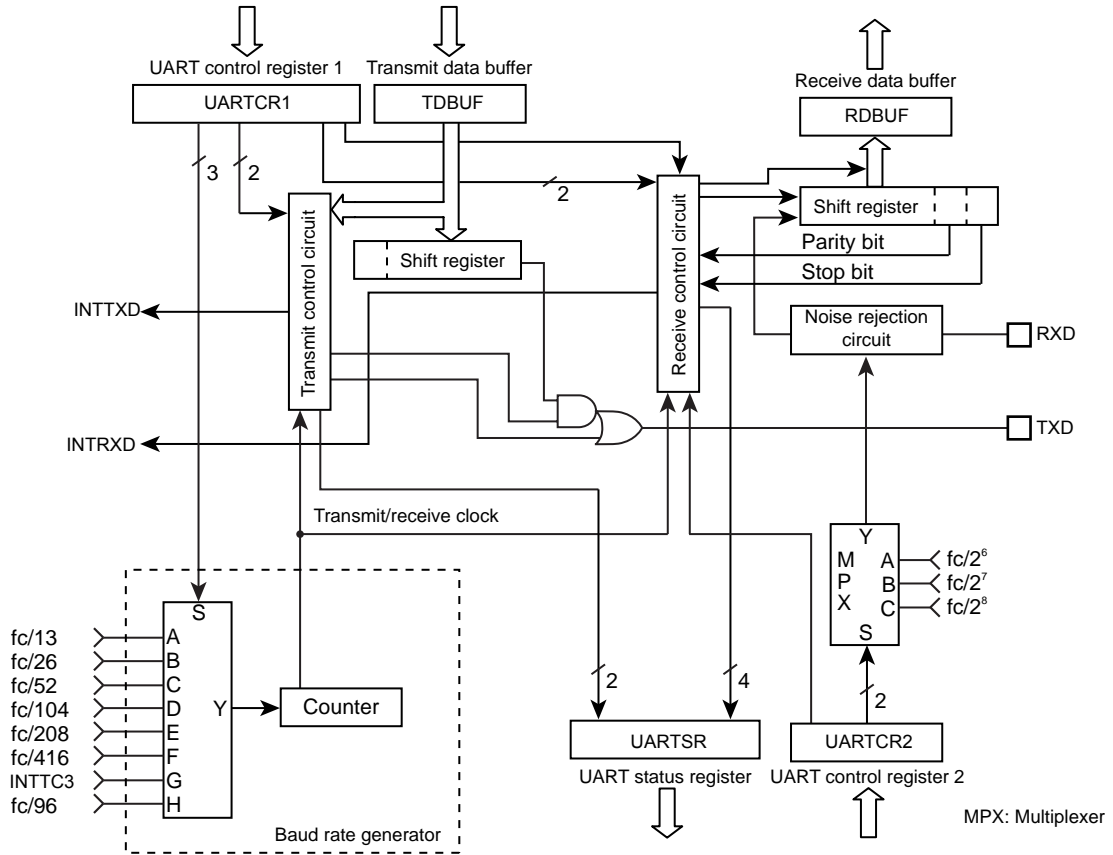 UART control register 1
Transmit data buffer
Receive data buffer
UARTCR1
TDBUF
RDBUF
3
2
2
Shift register
Parity bit
Stop bit
Transmit control circuit
Shift register
Receive control circuit
INTTXD
Noise rejection
circuit
RXD
INTRXD
TXD
Transmit/receive clock
Y
M
P
X
A
B
C
S
fc/2⁶
fc/2⁷
fc/2⁸
S
fc/13
A
fc/26
B
fc/52
C
fc/104
D
Y
Counter
fc/208
E
fc/416
F
INTTC3
G
fc/96
H
2
4
2
UARTSR
UARTCR2
UART status register
UART control register 2
Baud rate generator
MPX: Multiplexer